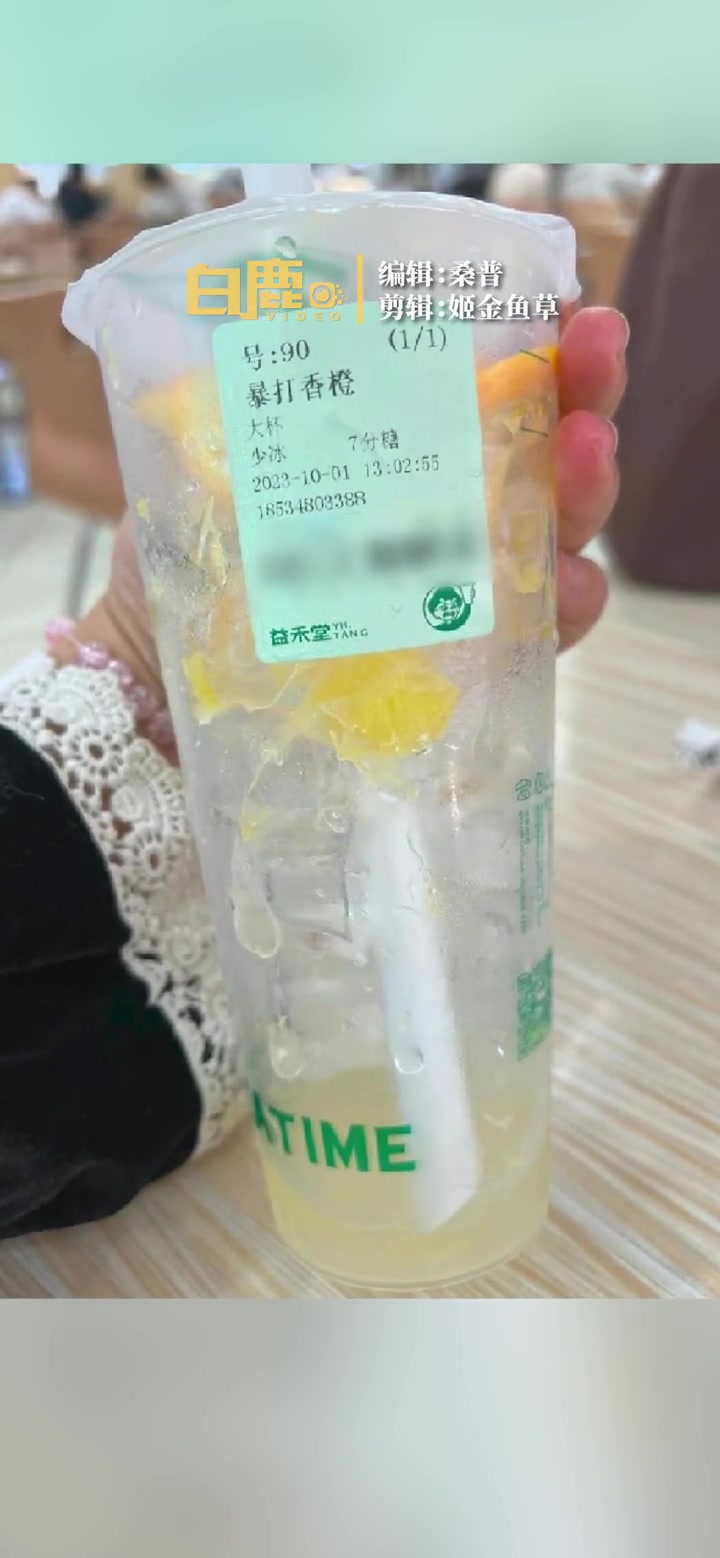 白鹿
VIDEO
编辑:桑普
剪辑:姬金鱼草
号:90 (1/1)
暴打香橙
大杯
少冰 7分糖
2023-10-01 13:02:55
18534803388
益禾堂 YH. TANG
ATIME